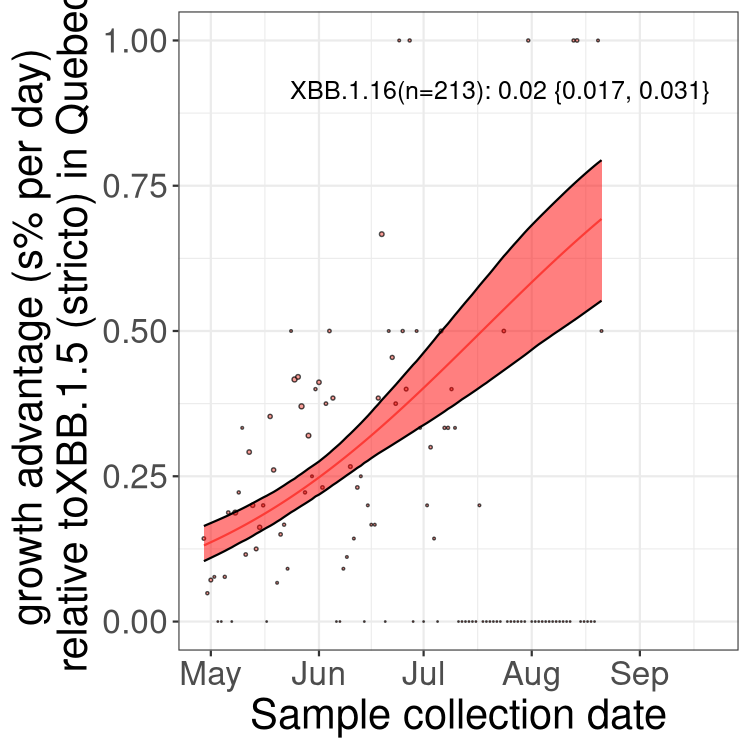 growth advantage (s% per day)
relative toXBB.1.5 (stricto) in Quebec
1.00
0.75
0.50
0.25
0.00
XBB.1.16(n=213): 0.02 {0.017, 0.031}
May Jun Jul Aug Sep
Sample collection date